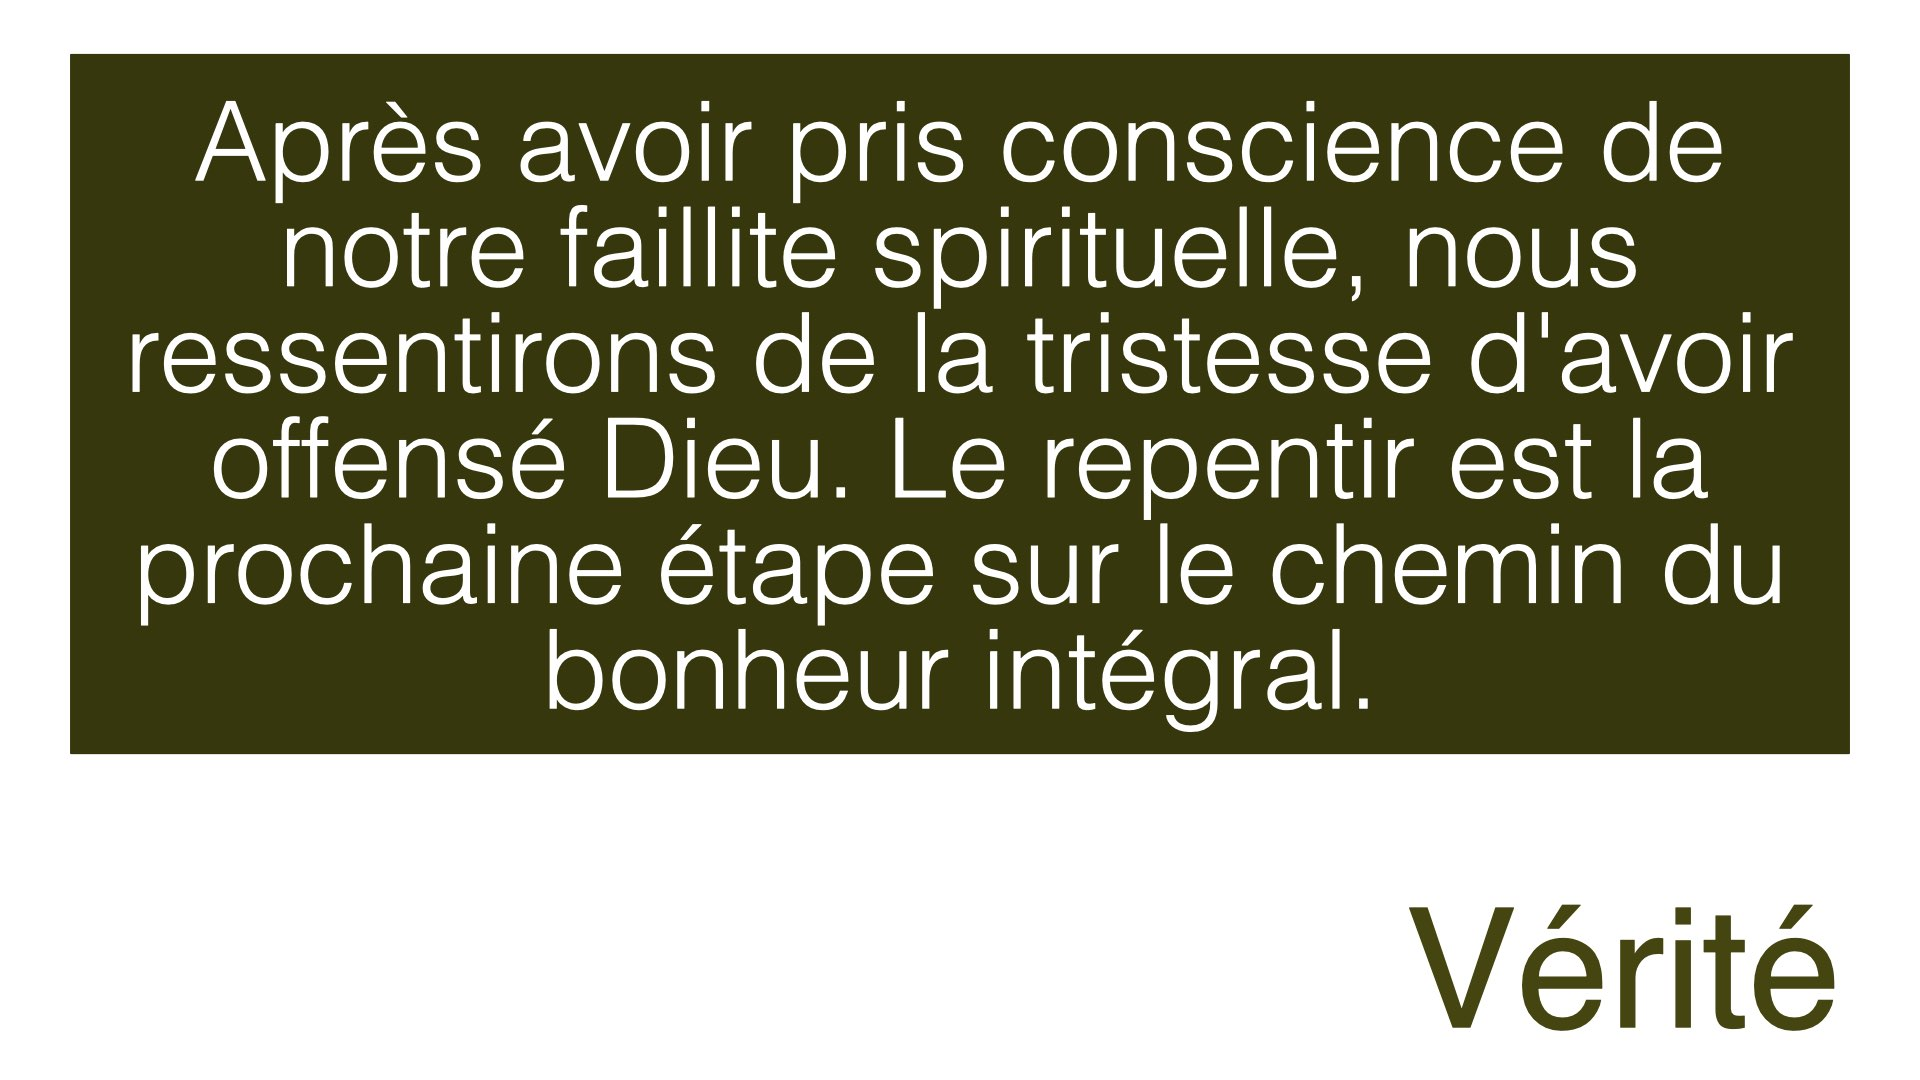 Après avoir pris conscience de
notre faillite spirituelle, nous
ressentirons de la tristesse d'avoir
offensé Dieu. Le repentir est la
prochaine étape sur le chemin du
bonheur intégral.
Vérité